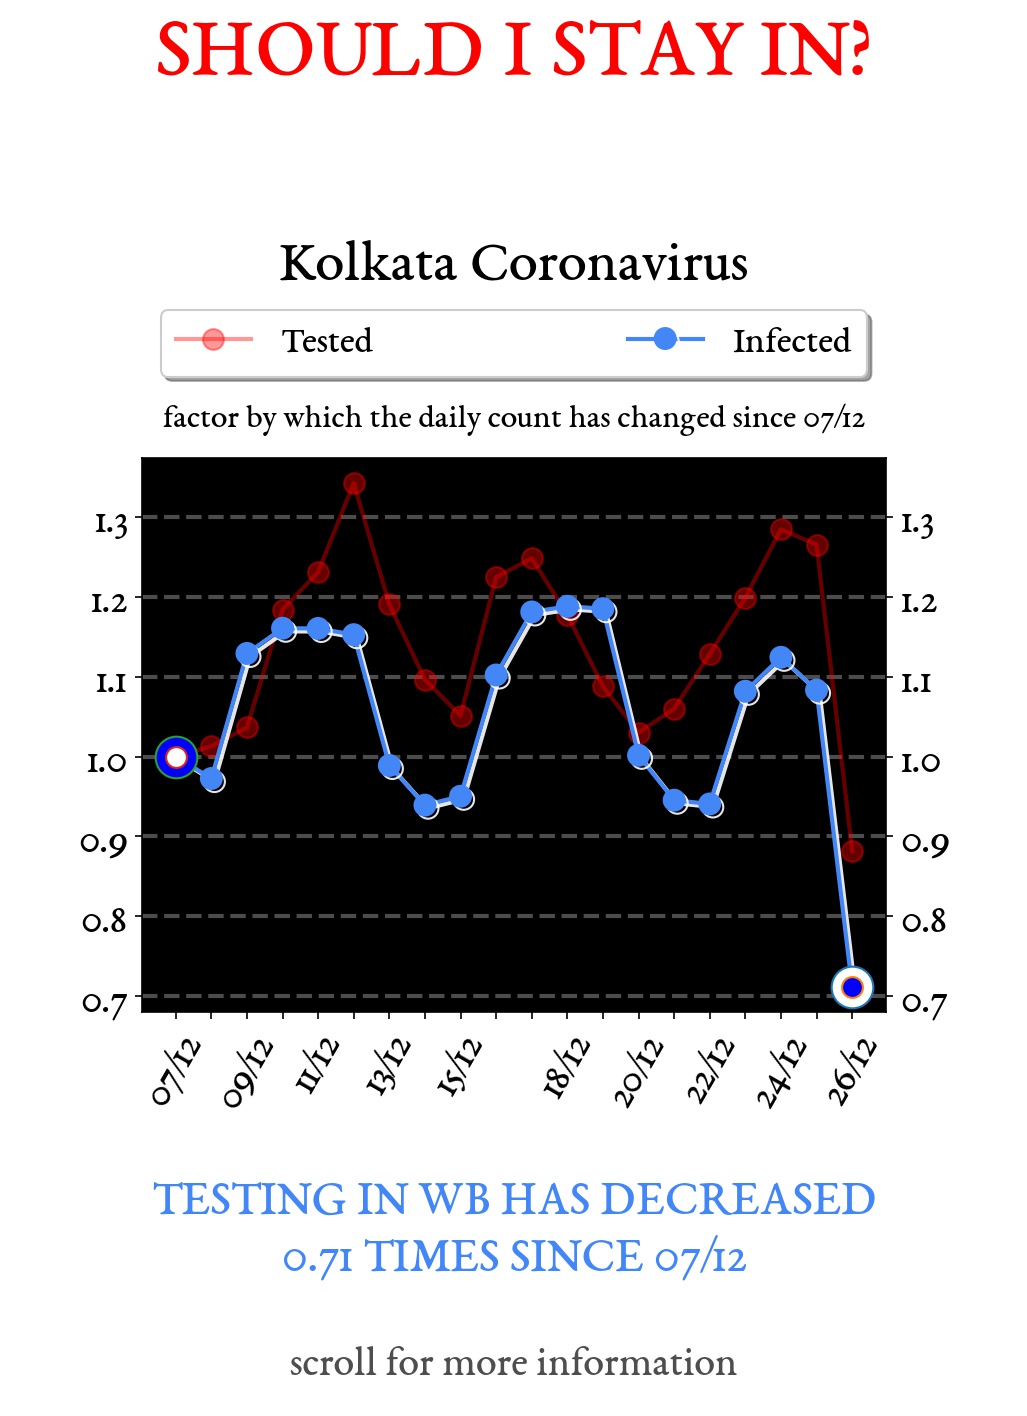 SHOULD I STAY IN?
Kolkata Coronavirus
Tested Infected
factor by which the daily count has changed since 07/12
1.3 1.3
1.2 1.2
1.1 1.1
1.0 1.0
0.9 0.9
0.8 0.8
0.7 0.7
07/12 09/12 11/12 13/12 15/12 18/12 20/12 22/12 24/12 26/12
TESTING IN WB HAS DECREASED
0.71 TIMES SINCE 07/12
scroll for more information